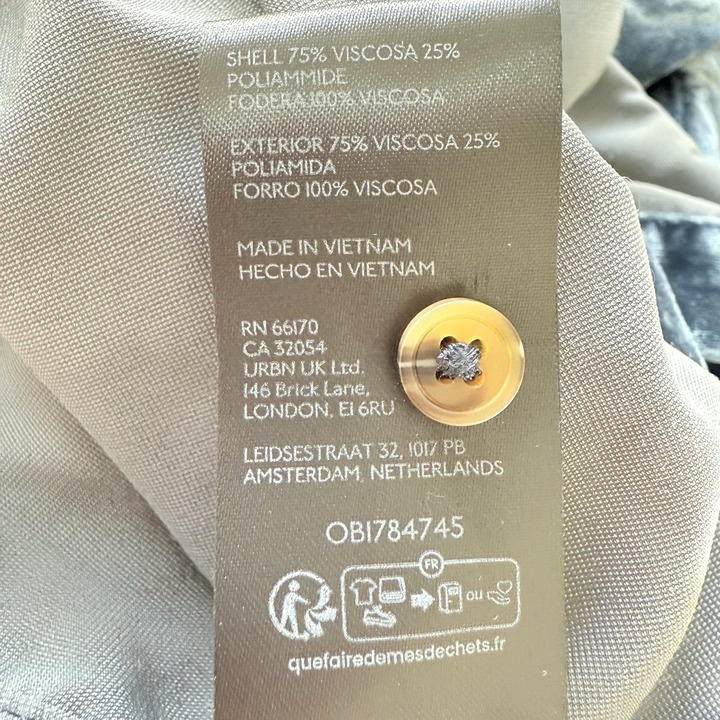 SHELL 75% VISCOSA 25%
POLIAMMIDE
FODERA 100% VISCOSA
EXTERIOR 75% VISCOSA 25%
POLIAMIDA
FORRO 100% VISCOSA
MADE IN VIETNAM
HECHO EN VIETNAM
RN 66170
CA 32054
URBN UK Ltd.
146 Brick Lane,
LONDON, E1 6RU
LEIDSESTRAAT 32, 1017 PB
AMSTERDAM, NETHERLANDS
OB1784745
FR
ou
quefairedemesdechets.fr